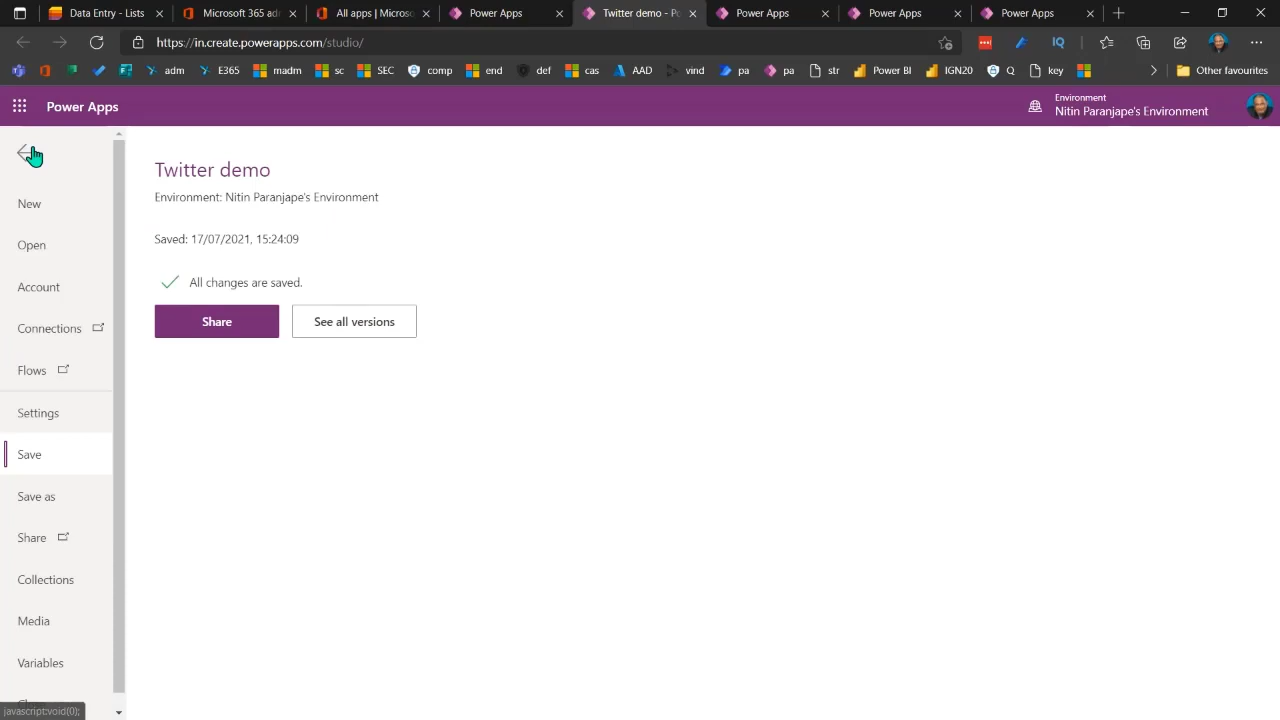 Data Entry - Lists
Microsoft 365 adr
All apps | Microso
Power Apps
Twitter demo - Po
Power Apps
Power Apps
Power Apps
https://in.create.powerapps.com/studio/
IQ
adm
E365
madm
sc
SEC
comp
end
def
cas
AAD
vind
pa
pa
str
Power BI
IGN20
Q
key
Other favourites
Power Apps
Environment
Nitin Paranjape's Environment
New
Open
Account
Connections
Flows
Settings
Save
Save as
Share
Collections
Media
Variables
Twitter demo
Environment: Nitin Paranjape's Environment
Saved: 17/07/2021, 15:24:09
All changes are saved.
Share
See all versions
javascript:void(0);